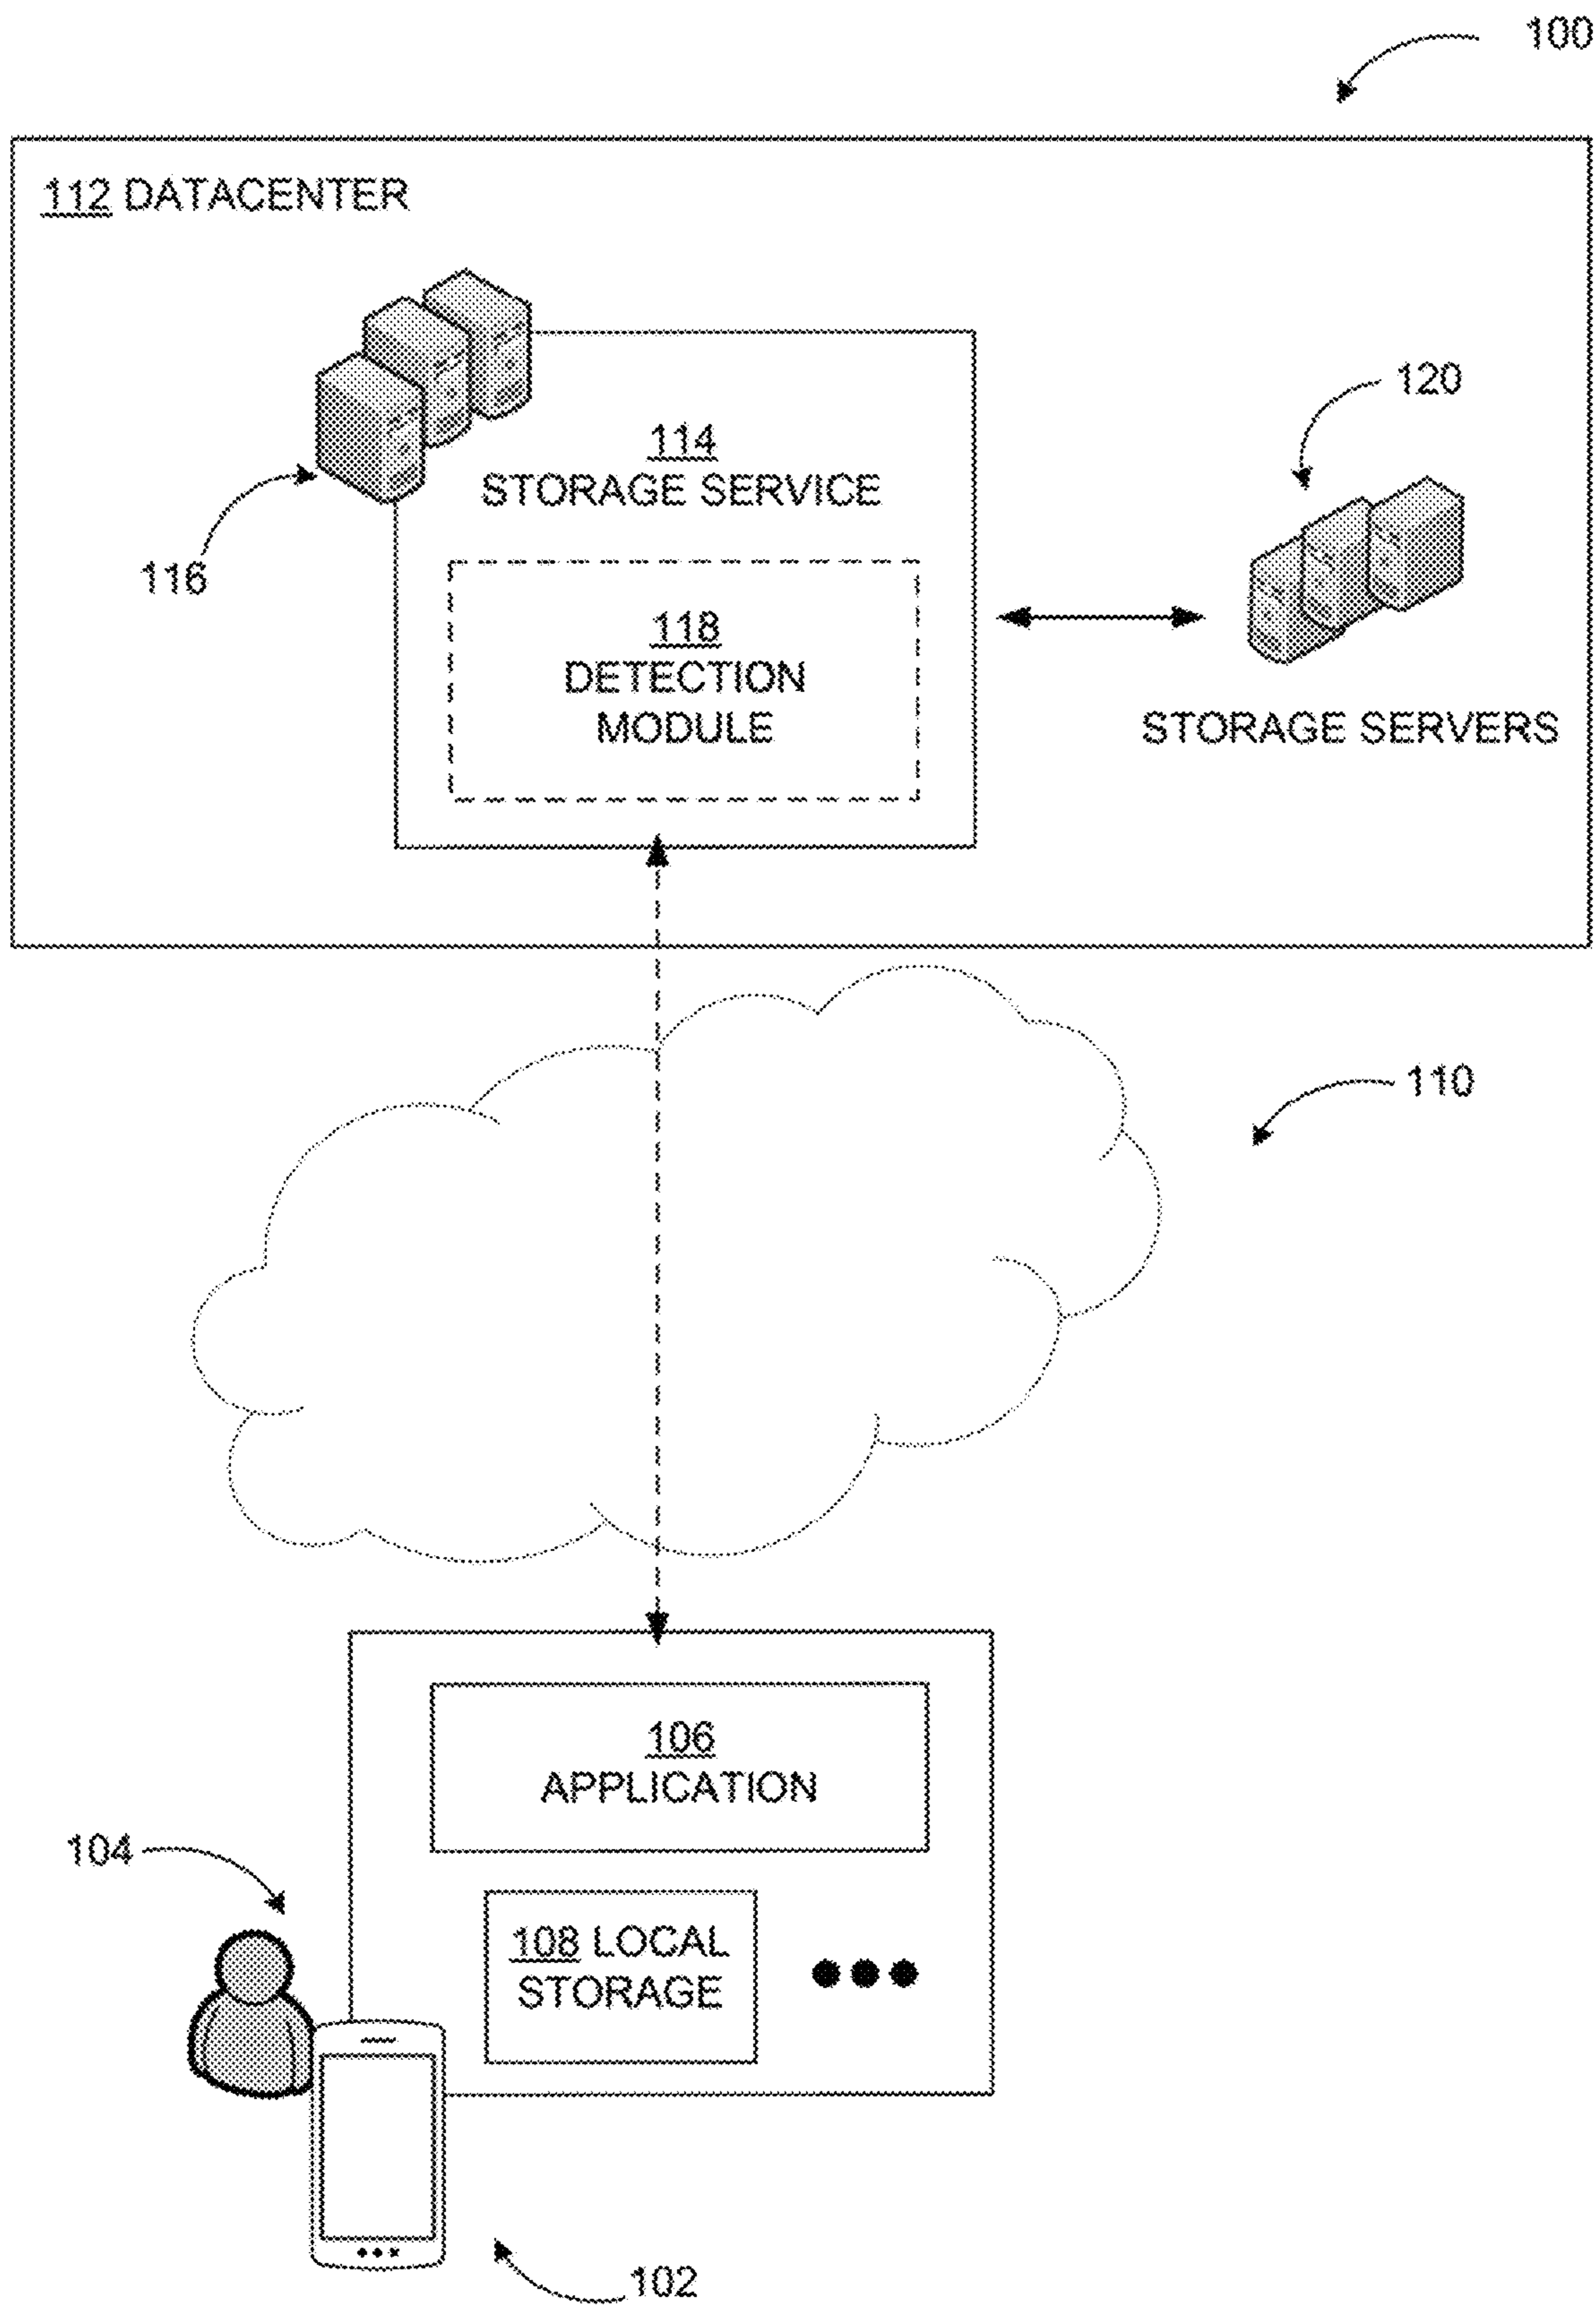 100
112 DATACENTER
120
114
STORAGE SERVICE
116
118
DETECTION
MODULE
STORAGE SERVERS
110
106
APPLICATION
104
108 LOCAL
STORAGE
102